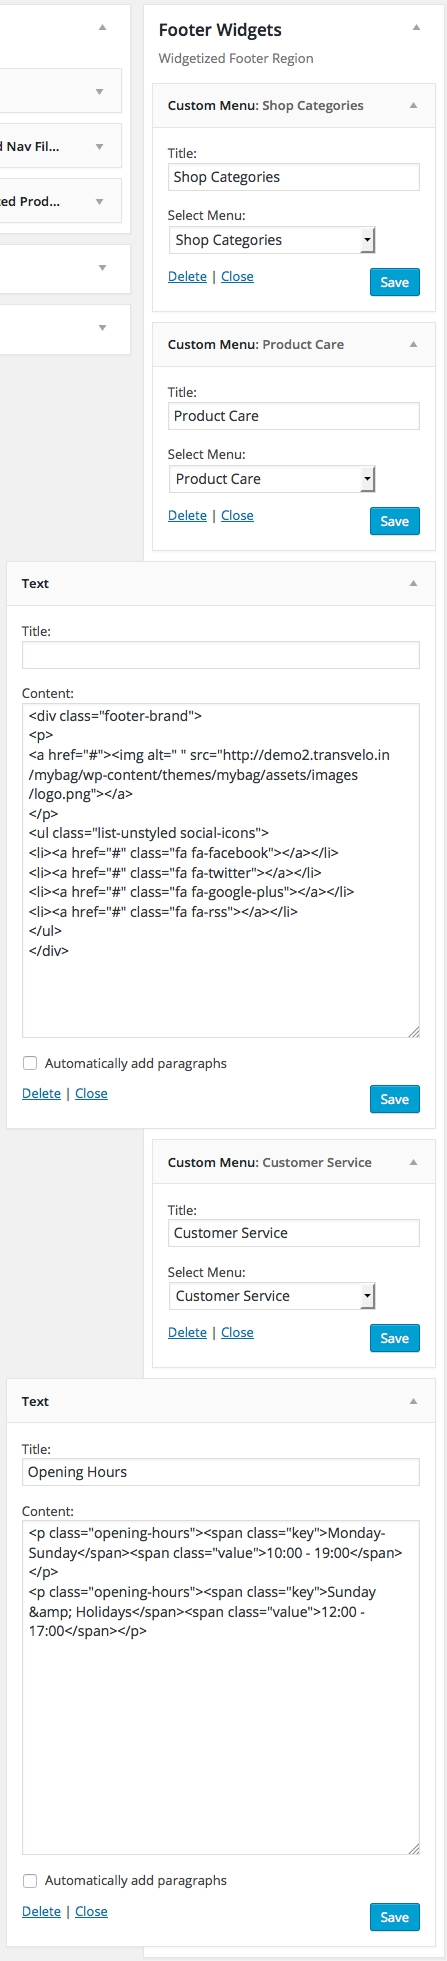 Footer Widgets
Widgetized Footer Region
d Nav Fil...
ted Prod...
Custom Menu: Shop Categories
Title:
Shop Categories
Select Menu:
Shop Categories
Delete | Close
Save
Custom Menu: Product Care
Title:
Product Care
Select Menu:
Product Care
Delete | Close
Save
Text
Title:
Content:
<div class="footer-brand">
<p>
<a href="#"><img alt=" " src="http://demo2.transvelo.in
/mybag/wp-content/themes/mybag/assets/images
/logo.png"></a>
</p>
<ul class="list-unstyled social-icons">
<li><a href="#" class="fa fa-facebook"></a></li>
<li><a href="#" class="fa fa-twitter"></a></li>
<li><a href="#" class="fa fa-google-plus"></a></li>
<li><a href="#" class="fa fa-rss"></a></li>
</ul>
</div>
Automatically add paragraphs
Delete | Close
Save
Custom Menu: Customer Service
Title:
Customer Service
Select Menu:
Customer Service
Delete | Close
Save
Text
Title:
Opening Hours
Content:
<p class="opening-hours"><span class="key">Monday-
Sunday</span><span class="value">10:00 - 19:00</span>
</p>
<p class="opening-hours"><span class="key">Sunday
&amp; Holidays</span><span class="value">12:00 -
17:00</span></p>
Automatically add paragraphs
Delete | Close
Save